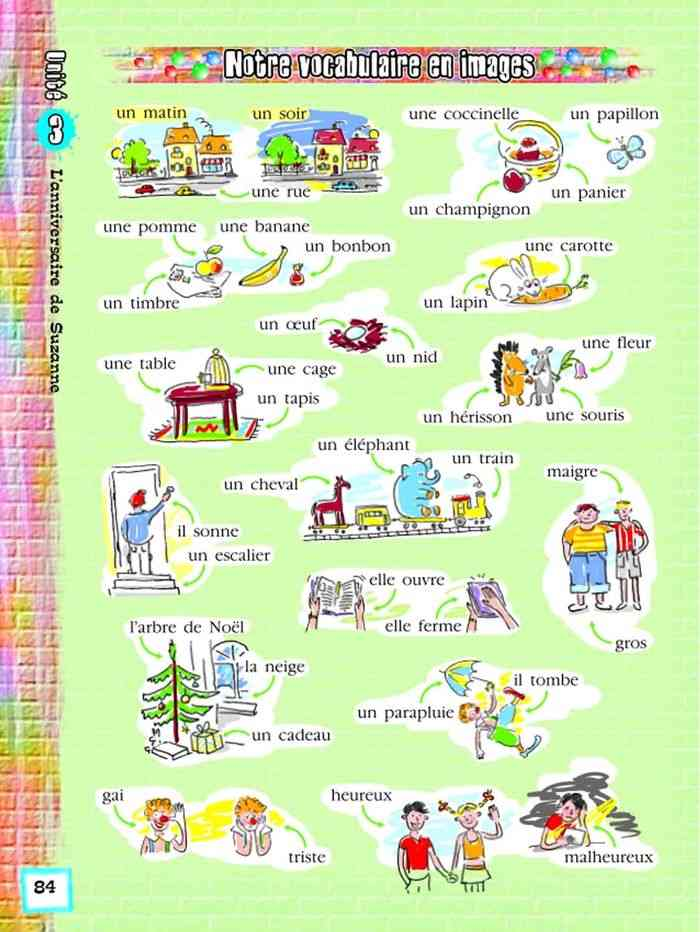 Notre vocabulaire en images
Unité 3
L'anniversaire de Suzanne
un matin
un soir
une rue
une coccinelle
un papillon
un panier
un champignon
une pomme
une banane
un bonbon
un timbre
une carotte
un lapin
un œuf
un nid
une table
une cage
un tapis
une fleur
un hérisson
une souris
un éléphant
un train
un cheval
maigre
gros
il sonne
un escalier
elle ouvre
elle ferme
l'arbre de Noël
la neige
un cadeau
il tombe
un parapluie
gai
triste
heureux
malheureux
84